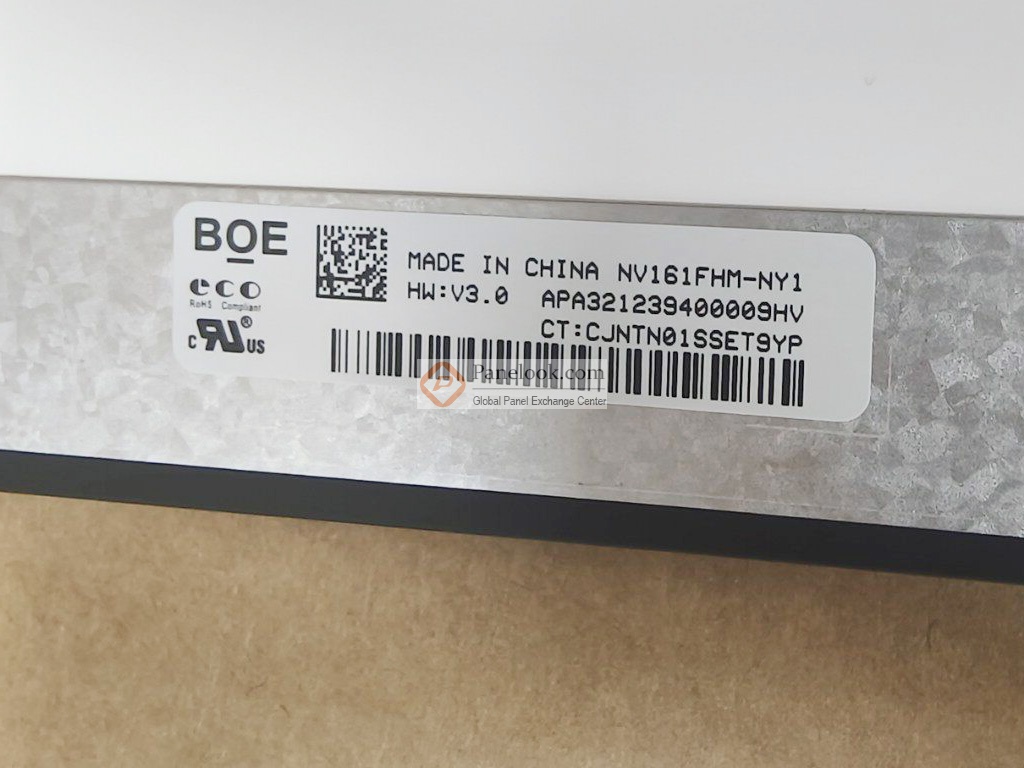 BOE
eco
RoHS Compliant
c RU® US
MADE IN CHINA NV161FHM-NY1
HW:V3.0 APA321239400009HV
CT:CJNTN01SSET9YP
Panelook.com
Global Panel Exchange Center